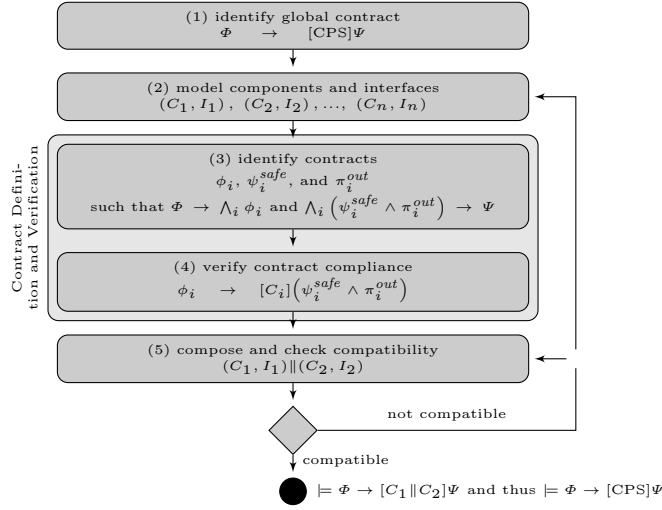 (1) identify global contract
Φ → [CPS]Ψ
(2) model components and interfaces
(C₁, I₁) , (C₂, I₂) , ..., (Cₙ, Iₙ)
Contract Defini-
tion and Verification
(3) identify contracts
ϕᵢ, ψᵢ^safe, and πᵢ^out
such that Φ → ⋀ᵢ ϕᵢ and ⋀ᵢ (ψᵢ^safe ∧ πᵢ^out) → Ψ
(4) verify contract compliance
ϕᵢ → [Cᵢ](ψᵢ^safe ∧ πᵢ^out)
(5) compose and check compatibility
(C₁, I₁)∥(C₂, I₂)
not compatible
compatible
⊨ Φ → [C₁∥C₂]Ψ and thus ⊨ Φ → [CPS]Ψ